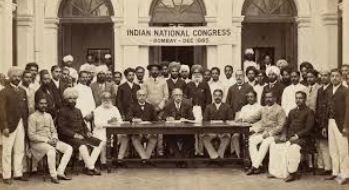 INDIAN NATIONAL CONGRESS
- BOMBAY - DEC 1885 -